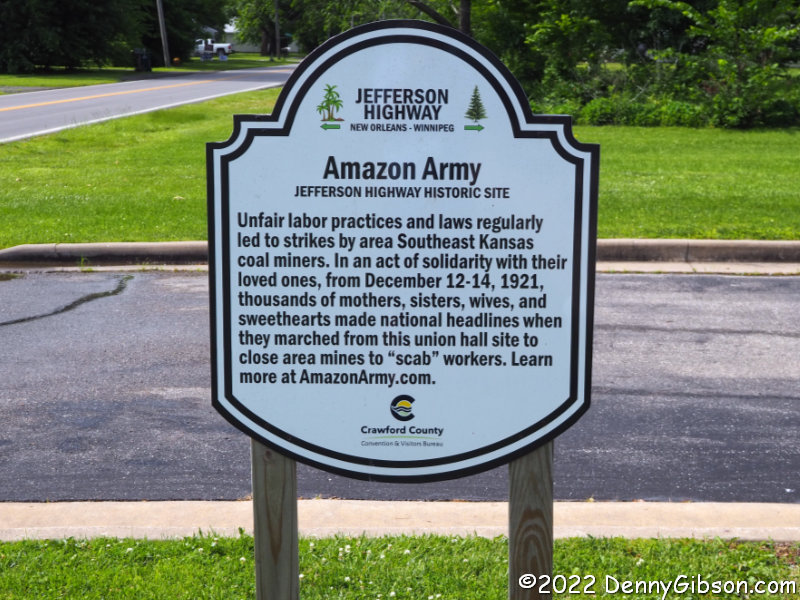 JEFFERSON
HIGHWAY
NEW ORLEANS - WINNIPEG
Amazon Army
JEFFERSON HIGHWAY HISTORIC SITE
Unfair labor practices and laws regularly
led to strikes by area Southeast Kansas
coal miners. In an act of solidarity with their
loved ones, from December 12-14, 1921,
thousands of mothers, sisters, wives, and
sweethearts made national headlines when
they marched from this union hall site to
close area mines to “scab” workers. Learn
more at AmazonArmy.com.
Crawford County
Convention & Visitors Bureau
©2022 DennyGibson.com